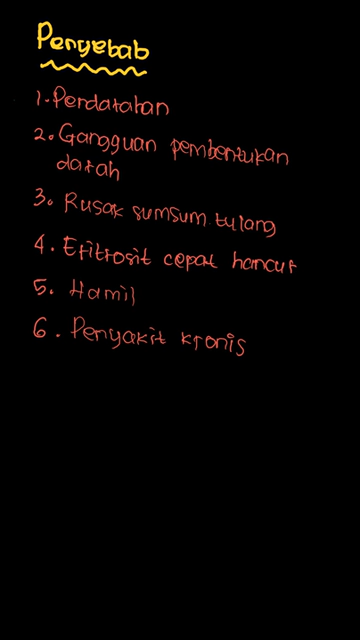 Penyebab
1. Perdarahan
2. Gangguan pembentukan
darah
3. Rusak sumsum tulang
4. Eritrosit cepat hancur
5. Hamil
6. Penyakit kronis